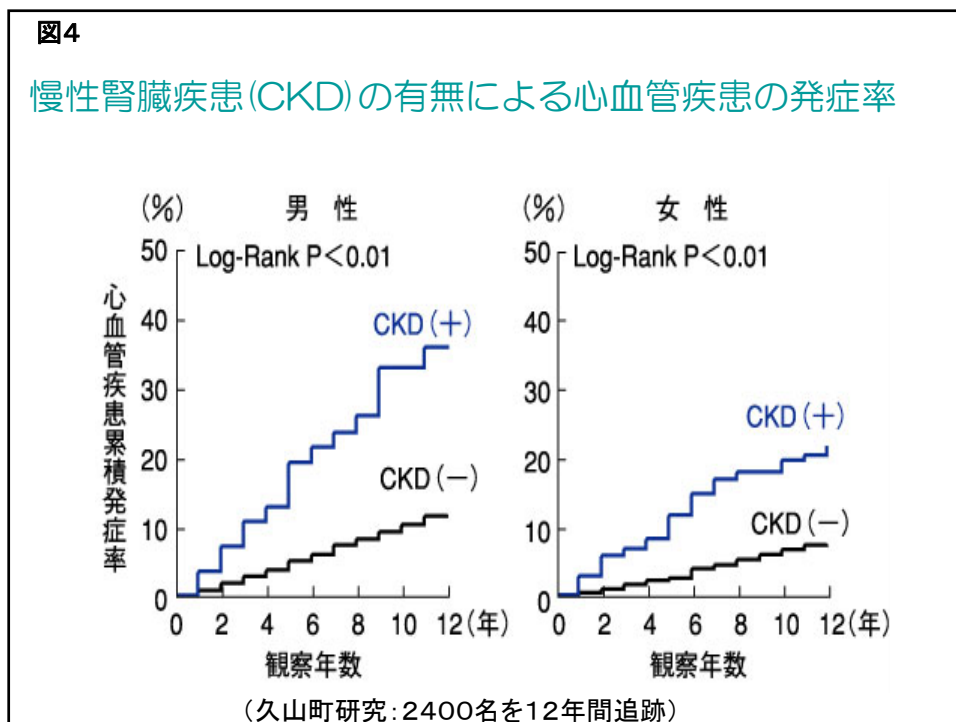 図4
慢性腎臓疾患(CKD)の有無による心血管疾患の発症率
(%) 男 性
Log-Rank P<0.01
心血管疾患累積発症率
50
40
30
20
10
0
CKD(+)
CKD(−)
0 2 4 6 8 10 12(年)
観察年数
(%) 女 性
Log-Rank P<0.01
50
40
30
20
10
0
CKD(+)
CKD(−)
0 2 4 6 8 10 12(年)
観察年数
(久山町研究:2400名を12年間追跡)